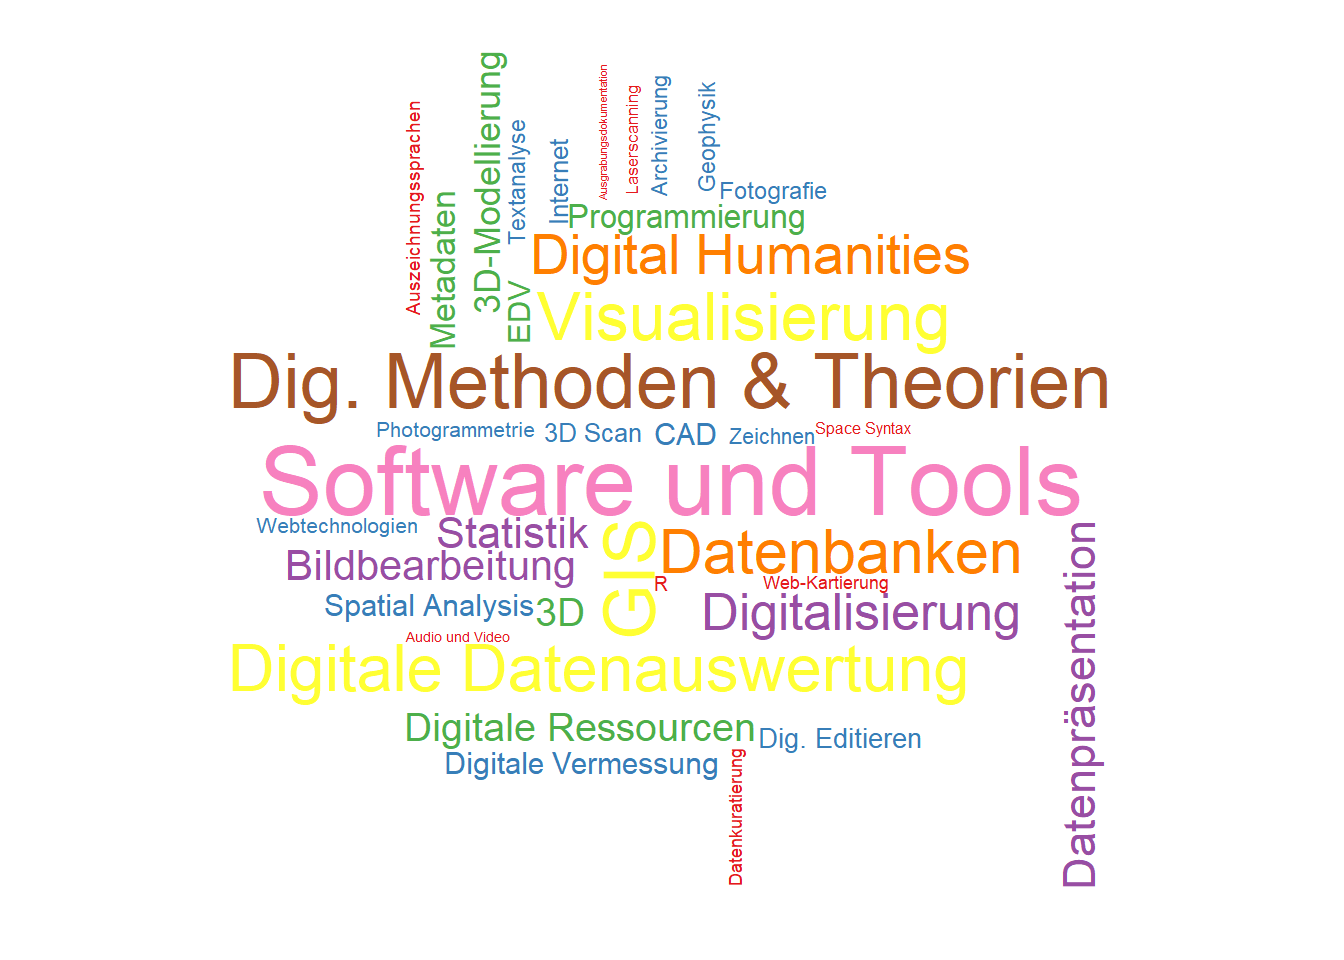 Auszeichnungssprachen
Metadaten
3D-Modellierung
Textanalyse
Internet
Ausgrabungsdokumentation
Laserscanning
Archivierung
Geophysik
Fotografie
Programmierung
Digital Humanities
EDV
Visualisierung
Dig. Methoden & Theorien
Photogrammetrie
3D Scan
CAD
Zeichnen
Space Syntax
Software und Tools
Webtechnologien
Statistik
GIS
Datenbanken
Datenpräsentation
Bildbearbeitung
R
Web-Kartierung
Spatial Analysis
3D
Digitalisierung
Audio und Video
Digitale Datenauswertung
Digitale Ressourcen
Dig. Editieren
Digitale Vermessung
Datenkuratierung